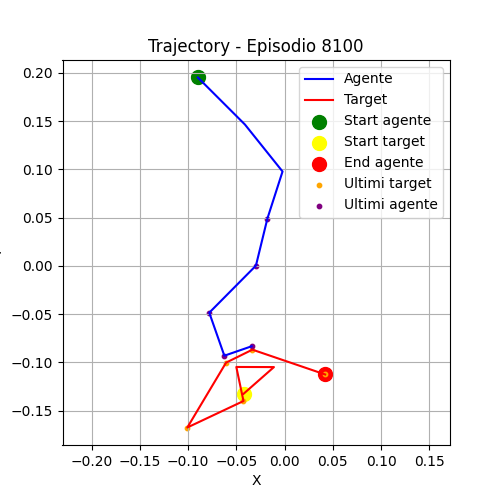 Trajectory - Episodio 8100
0.20
0.15
0.10
0.05
0.00
−0.05
−0.10
−0.15
−0.20
−0.15
−0.10
−0.05
0.00
0.05
0.10
0.15
X
Agente
Target
Start agente
Start target
End agente
Ultimi target
Ultimi agente